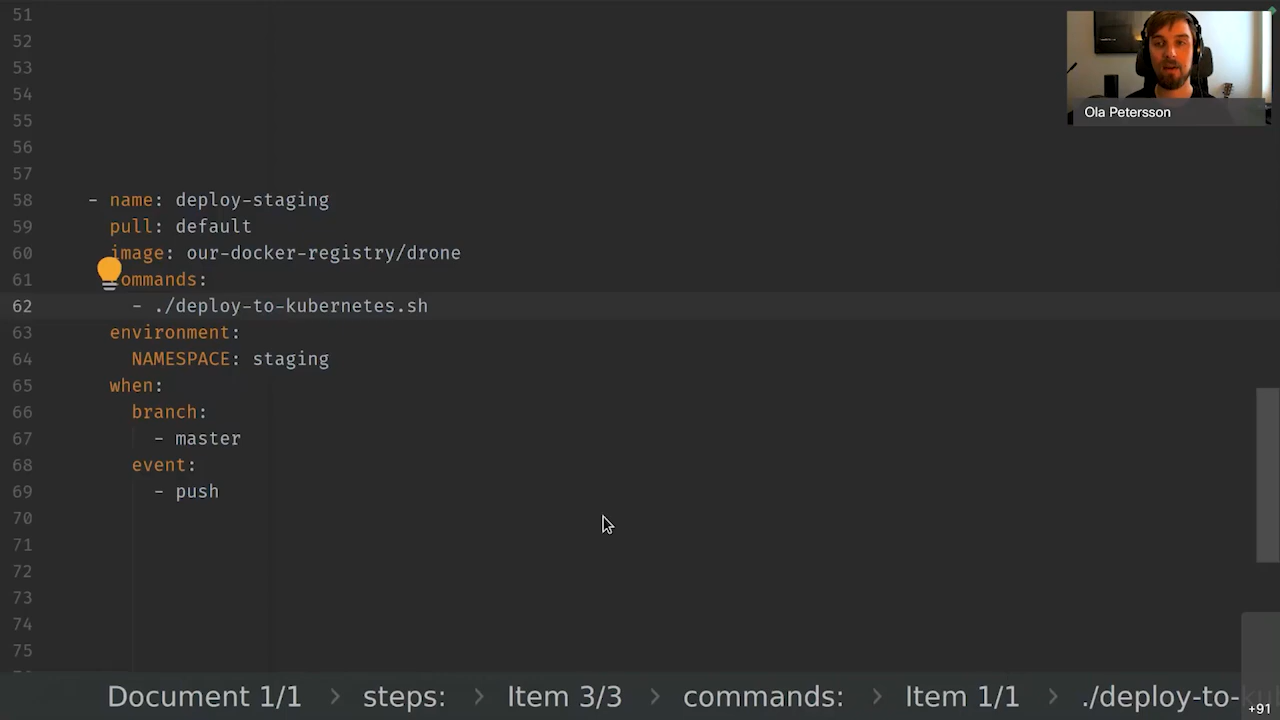 51
52
53
54
55
56
57
58 - name: deploy-staging
59 pull: default
60 image: our-docker-registry/drone
61 ommands:
62 - ./deploy-to-kubernetes.sh
63 environment:
64 NAMESPACE: staging
65 when:
66 branch:
67 - master
68 event:
69 - push
70
71
72
73
74
75
Ola Petersson
Document 1/1 › steps: › Item 3/3 › commands: › Item 1/1 › ./deploy-to-ku
+91